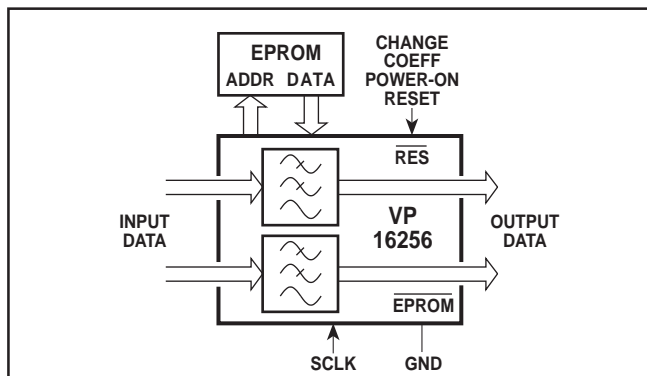 EPROM
ADDR DATA
CHANGE
COEFF
POWER-ON
RESET
RES
INPUT
DATA
VP
16256
OUTPUT
DATA
EPROM
SCLK
GND